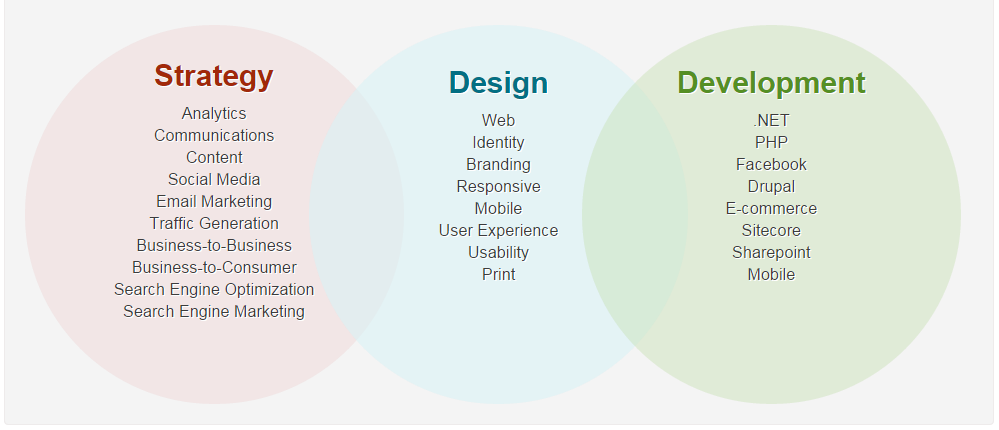 Strategy
Analytics
Communications
Content
Social Media
Email Marketing
Traffic Generation
Business-to-Business
Business-to-Consumer
Search Engine Optimization
Search Engine Marketing
Design
Web
Identity
Branding
Responsive
Mobile
User Experience
Usability
Print
Development
.NET
PHP
Facebook
Drupal
E-commerce
Sitecore
Sharepoint
Mobile